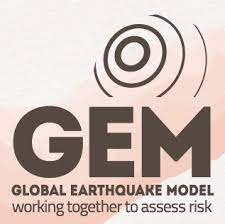 GEM
GLOBAL EARTHQUAKE MODEL
working together to assess risk